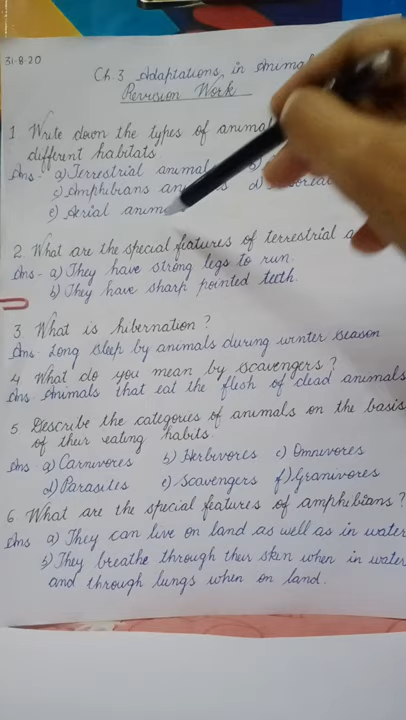 31-8-20
Ch.3 Adaptations in Animal
Revision Work
1. Write down the types of animal
different habitats.
Ans - a) Terrestrial animal b)
c) Amphibians d)
e) Aerial
2. What are the special features of terrestrial
Ans - a) They have strong legs to run.
b) They have sharp pointed teeth.
3. What is hibernation?
Ans. Long sleep by animals during winter season
4. What do you mean by scavengers?
Ans. Animals that eat the flesh of dead animals
5 Describe the categories of animals on the basis
of their eating habits.
Ans a) Carnivores b) Herbivores c) Omnivores
d) Parasites e) Scavengers f) Granivores
6 What are the special features of amphibians?
Ans a) They can live on land as well as in water
b) They breathe through their skin when in water
and through lungs when on land.